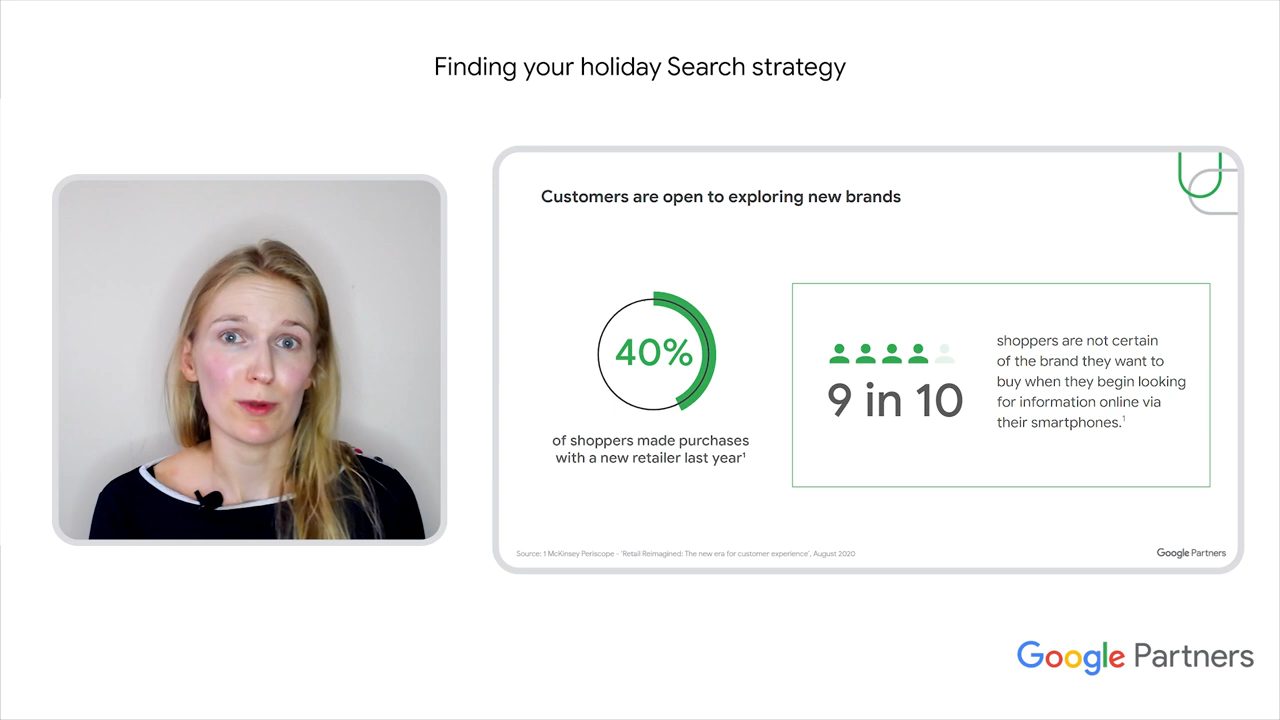 Finding your holiday Search strategy
Customers are open to exploring new brands
40%
of shoppers made purchases
with a new retailer last year¹
9 in 10
shoppers are not certain
of the brand they want to
buy when they begin looking
for information online via
their smartphones.¹
Source: 1 McKinsey Periscope - 'Retail Reimagined: The new era for customer experience', August 2020
Google Partners
Google Partners